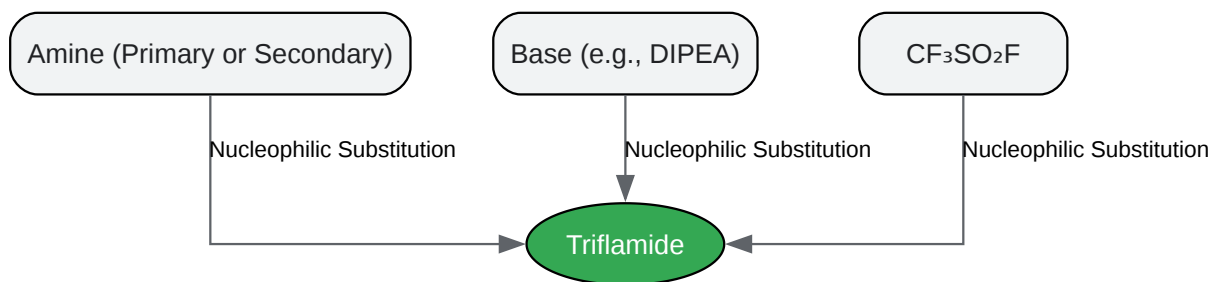 Amine (Primary or Secondary)
Base (e.g., DIPEA)
CF₃SO₂F
Nucleophilic Substitution
Nucleophilic Substitution
Nucleophilic Substitution
Triflamide